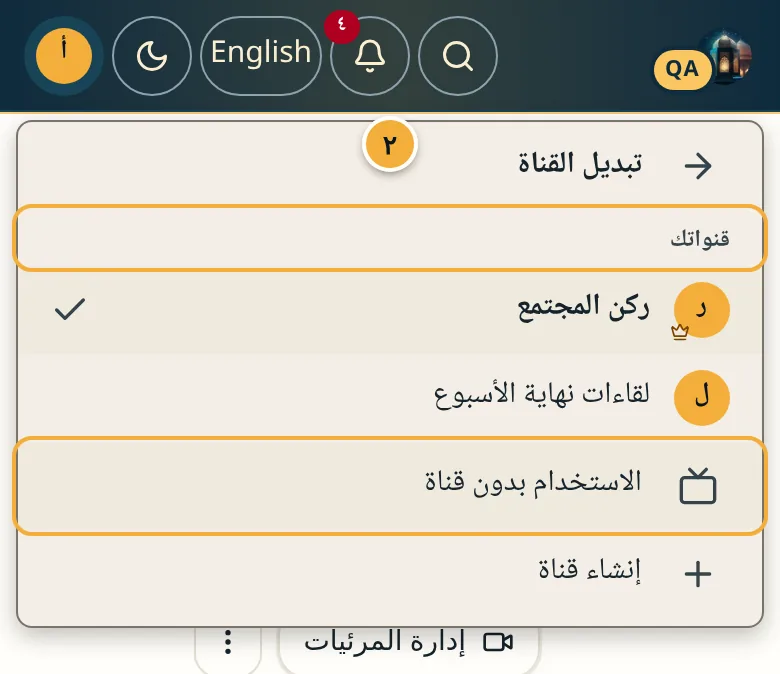 QA
٤
English
أ
٢
تبديل القناة
قنواتك
ر
ركن المجتمع
ل
لقاءات نهاية الأسبوع
الاستخدام بدون قناة
إنشاء قناة
إدارة المرئيات